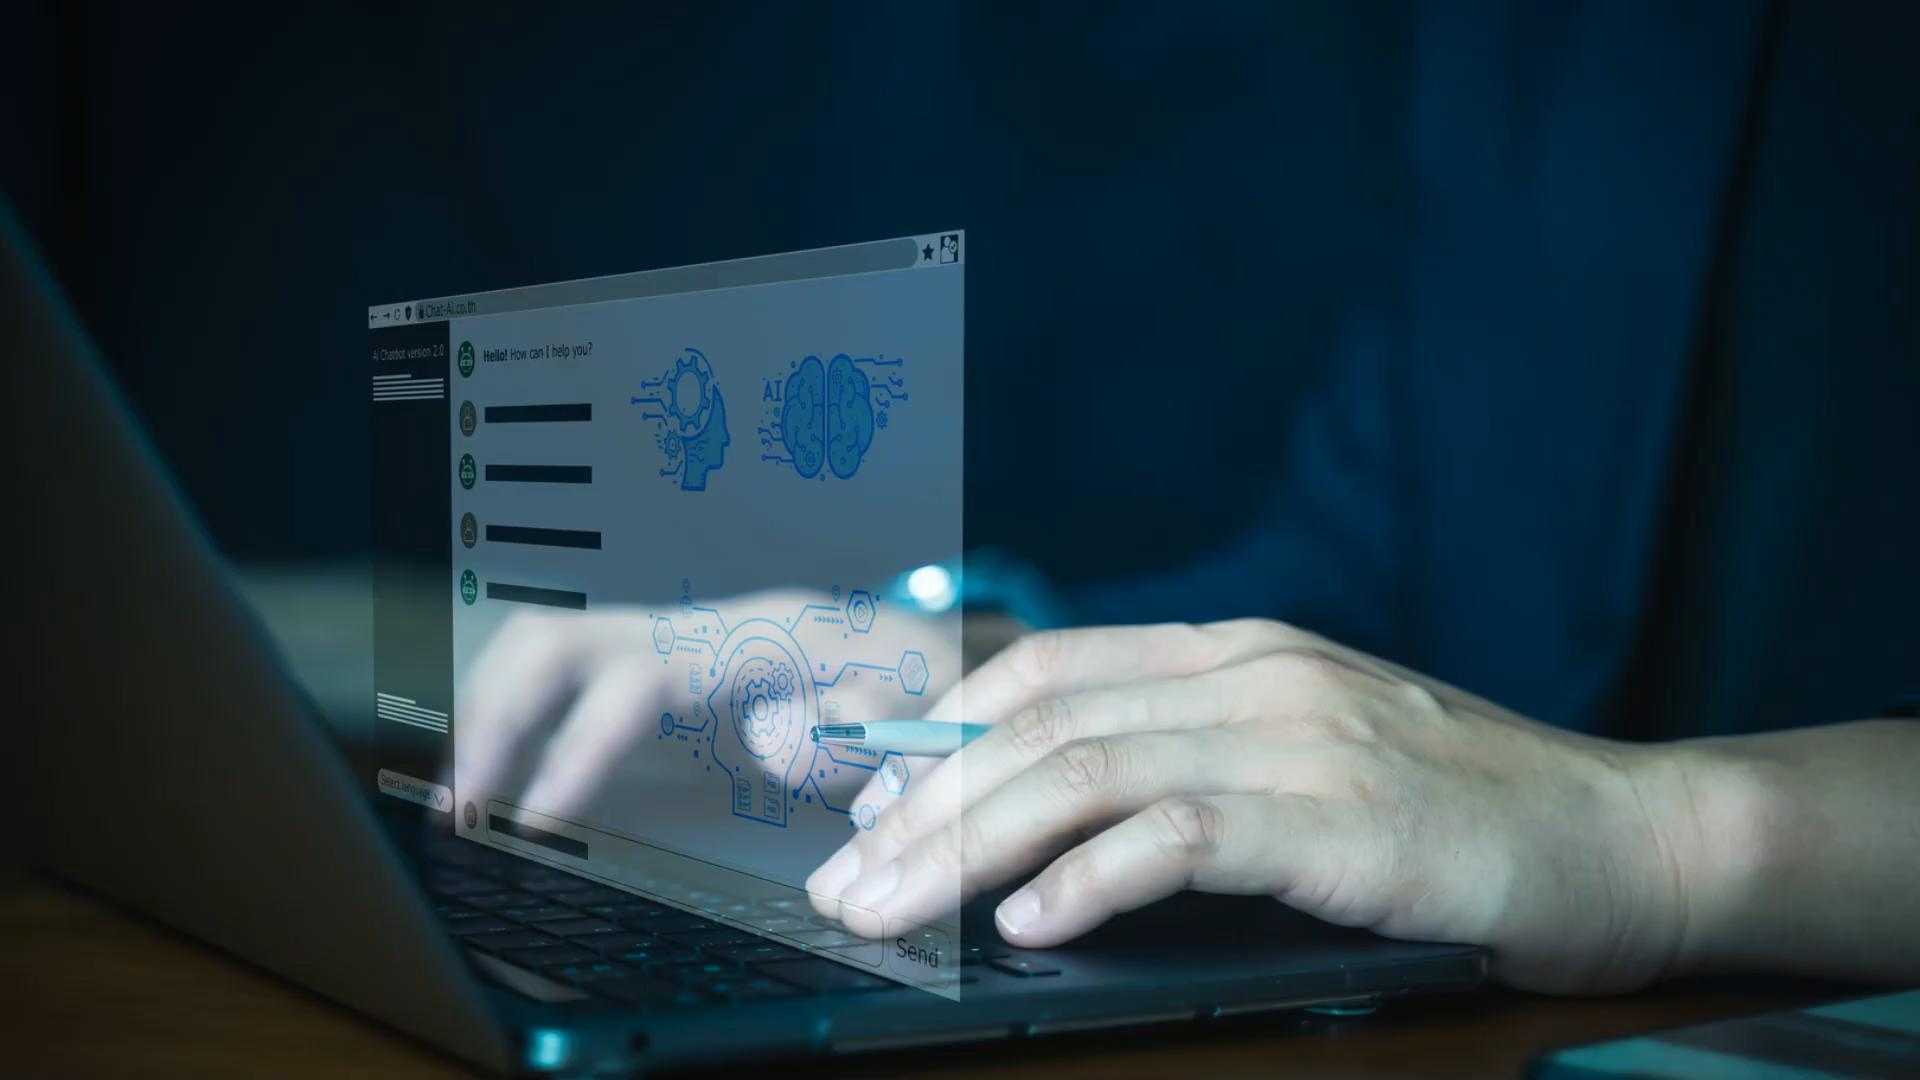 Chat-Ai.co.th
Ai Chatbot version 2.0
Hello! How can I help you?
AI
Select language
Send